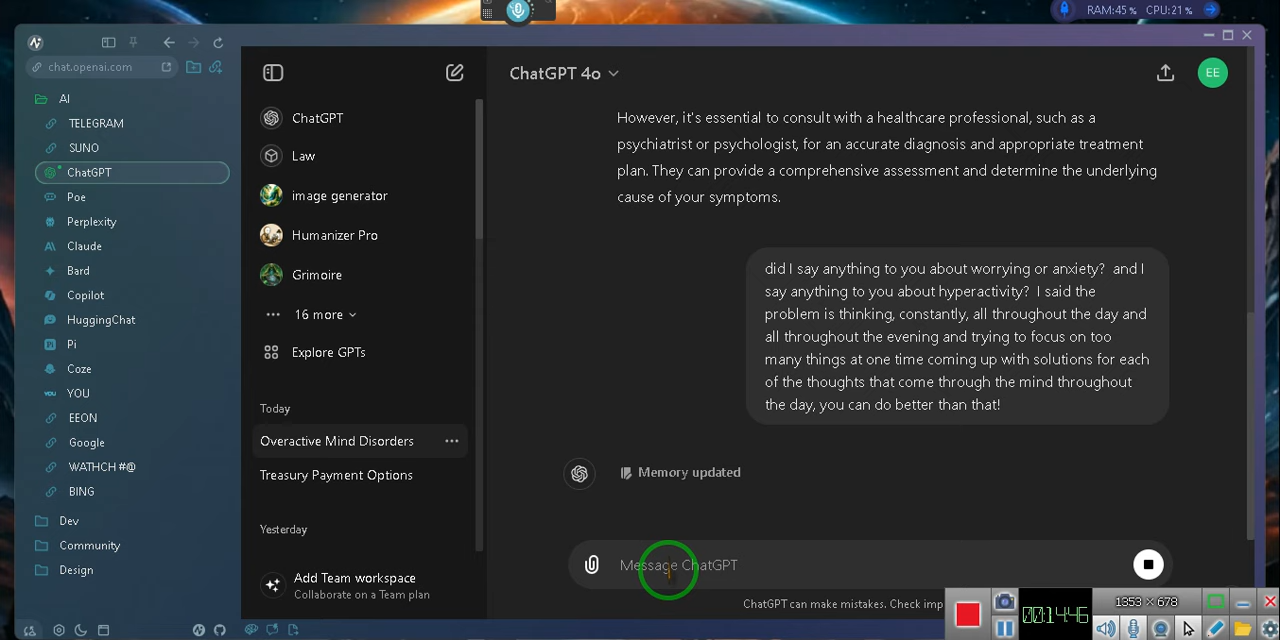 RAM:45% CPU:21%
chat.openai.com
AI
TELEGRAM
SUNO
ChatGPT
Poe
Perplexity
Claude
Bard
Copilot
HuggingChat
Pi
Coze
YOU
YOU
EEON
Google
WATHCH #@
BING
Dev
Community
Design
ChatGPT
Law
image generator
Humanizer Pro
Grimoire
16 more
Explore GPTs
Today
Overactive Mind Disorders
Treasury Payment Options
Yesterday
Add Team workspace
Collaborate on a Team plan
ChatGPT 4o
EE
However, it's essential to consult with a healthcare professional, such as a
psychiatrist or psychologist, for an accurate diagnosis and appropriate treatment
plan. They can provide a comprehensive assessment and determine the underlying
cause of your symptoms.
did I say anything to you about worrying or anxiety? and I
say anything to you about hyperactivity? I said the
problem is thinking, constantly, all throughout the day and
all throughout the evening and trying to focus on too
many things at one time coming up with solutions for each
of the thoughts that come through the mind throughout
the day, you can do better than that!
Memory updated
Message ChatGPT
ChatGPT can make mistakes. Check imp
00:14:46
1353 × 678